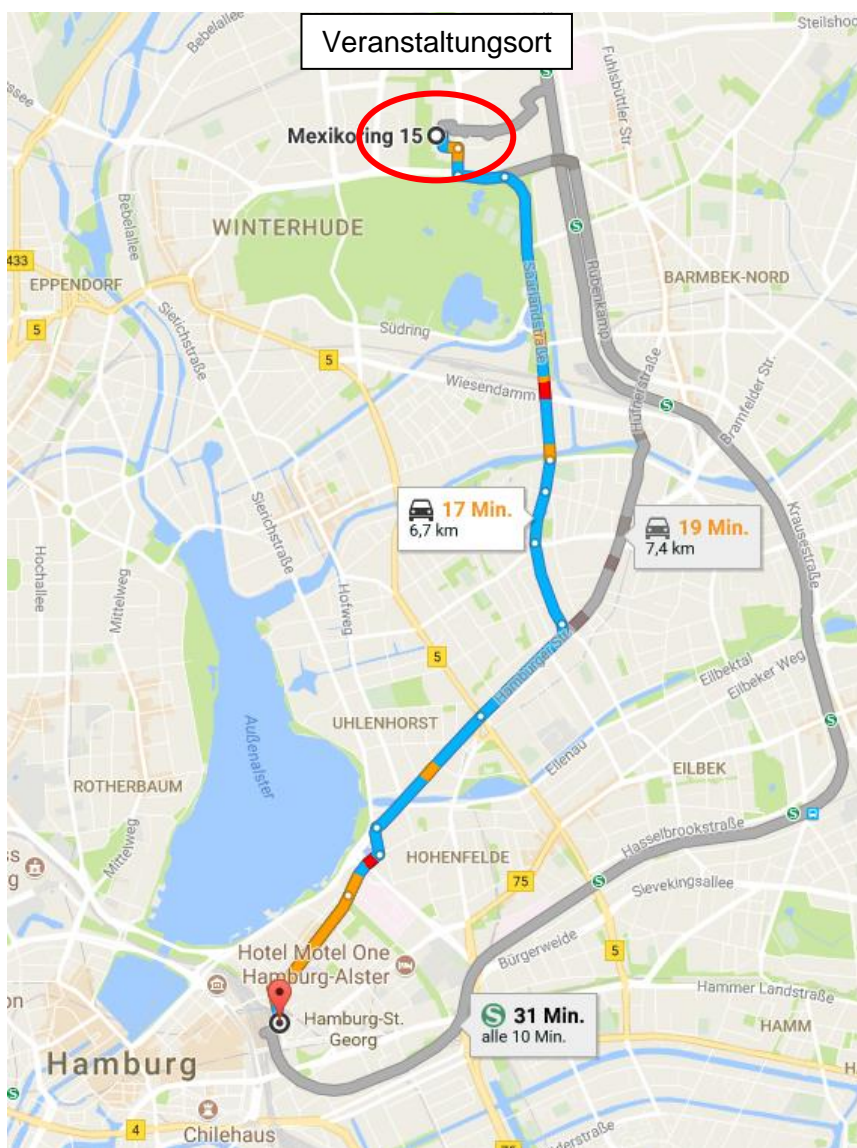 Veranstaltungsort
Steilshoo
Bebelallee
Fuhlsbüttler Str.
Mexikoring 15
Bebelallee
WINTERHUDE
433
EPPENDORF
Sierichstraße
Saarlandstraße
Rübenkamp
BARMBEK-NORD
5
Südring
5
Wiesendamm
Hufnerstraße
Bramfelder Str.
17 Min.
6,7 km
19 Min.
7,4 km
Sierichstraße
Krausestraße
Hochallee
Mittelweg
Hofweg
5
Hamburger Str.
Eilbektal
Eilbeker Weg
Außenalster
UHLENHORST
Eilenau
EILBEK
ROTHERBAUM
Mittelweg
HOHENFELDE
Hasselbrookstraße
75
Sievekingsallee
Hotel Motel One
Hamburg-Alster
Bürgerweide
5
Hammer Landstraße
Hamburg-St.
Georg
S 31 Min.
alle 10 Min.
HAMM
Hamburg
4
Chilehaus
75